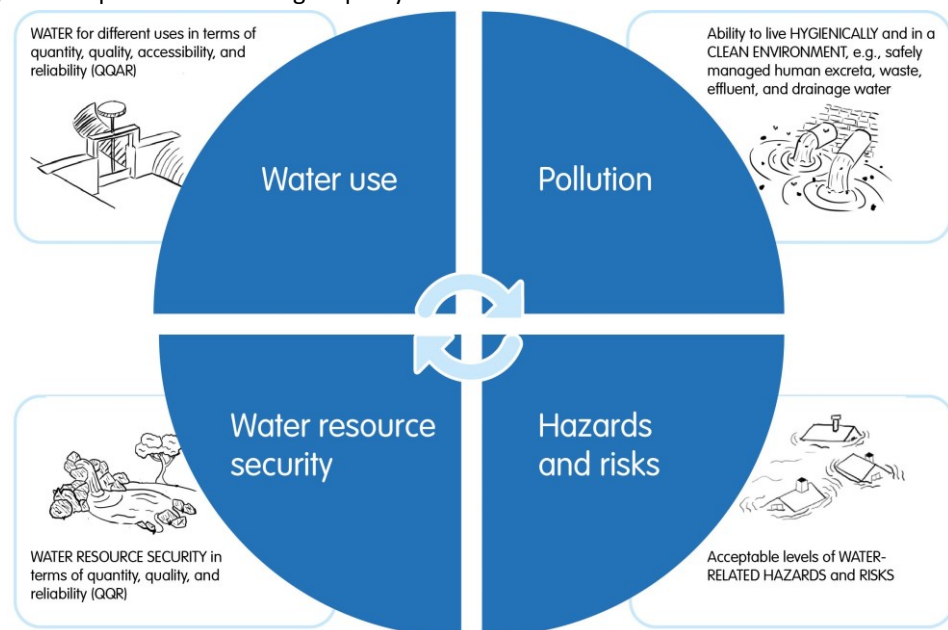 WATER for different uses in terms of
quantity, quality, accessibility, and
reliability (QQAR)
Ability to live HYGIENICALLY and in a
CLEAN ENVIRONMENT, e.g., safely
managed human excreta, waste,
effluent, and drainage water
Water use
Pollution
Water resource
security
Hazards
and risks
WATER RESOURCE SECURITY in
terms of quantity, quality, and
reliability (QQR)
Acceptable levels of WATER-
RELATED HAZARDS and RISKS